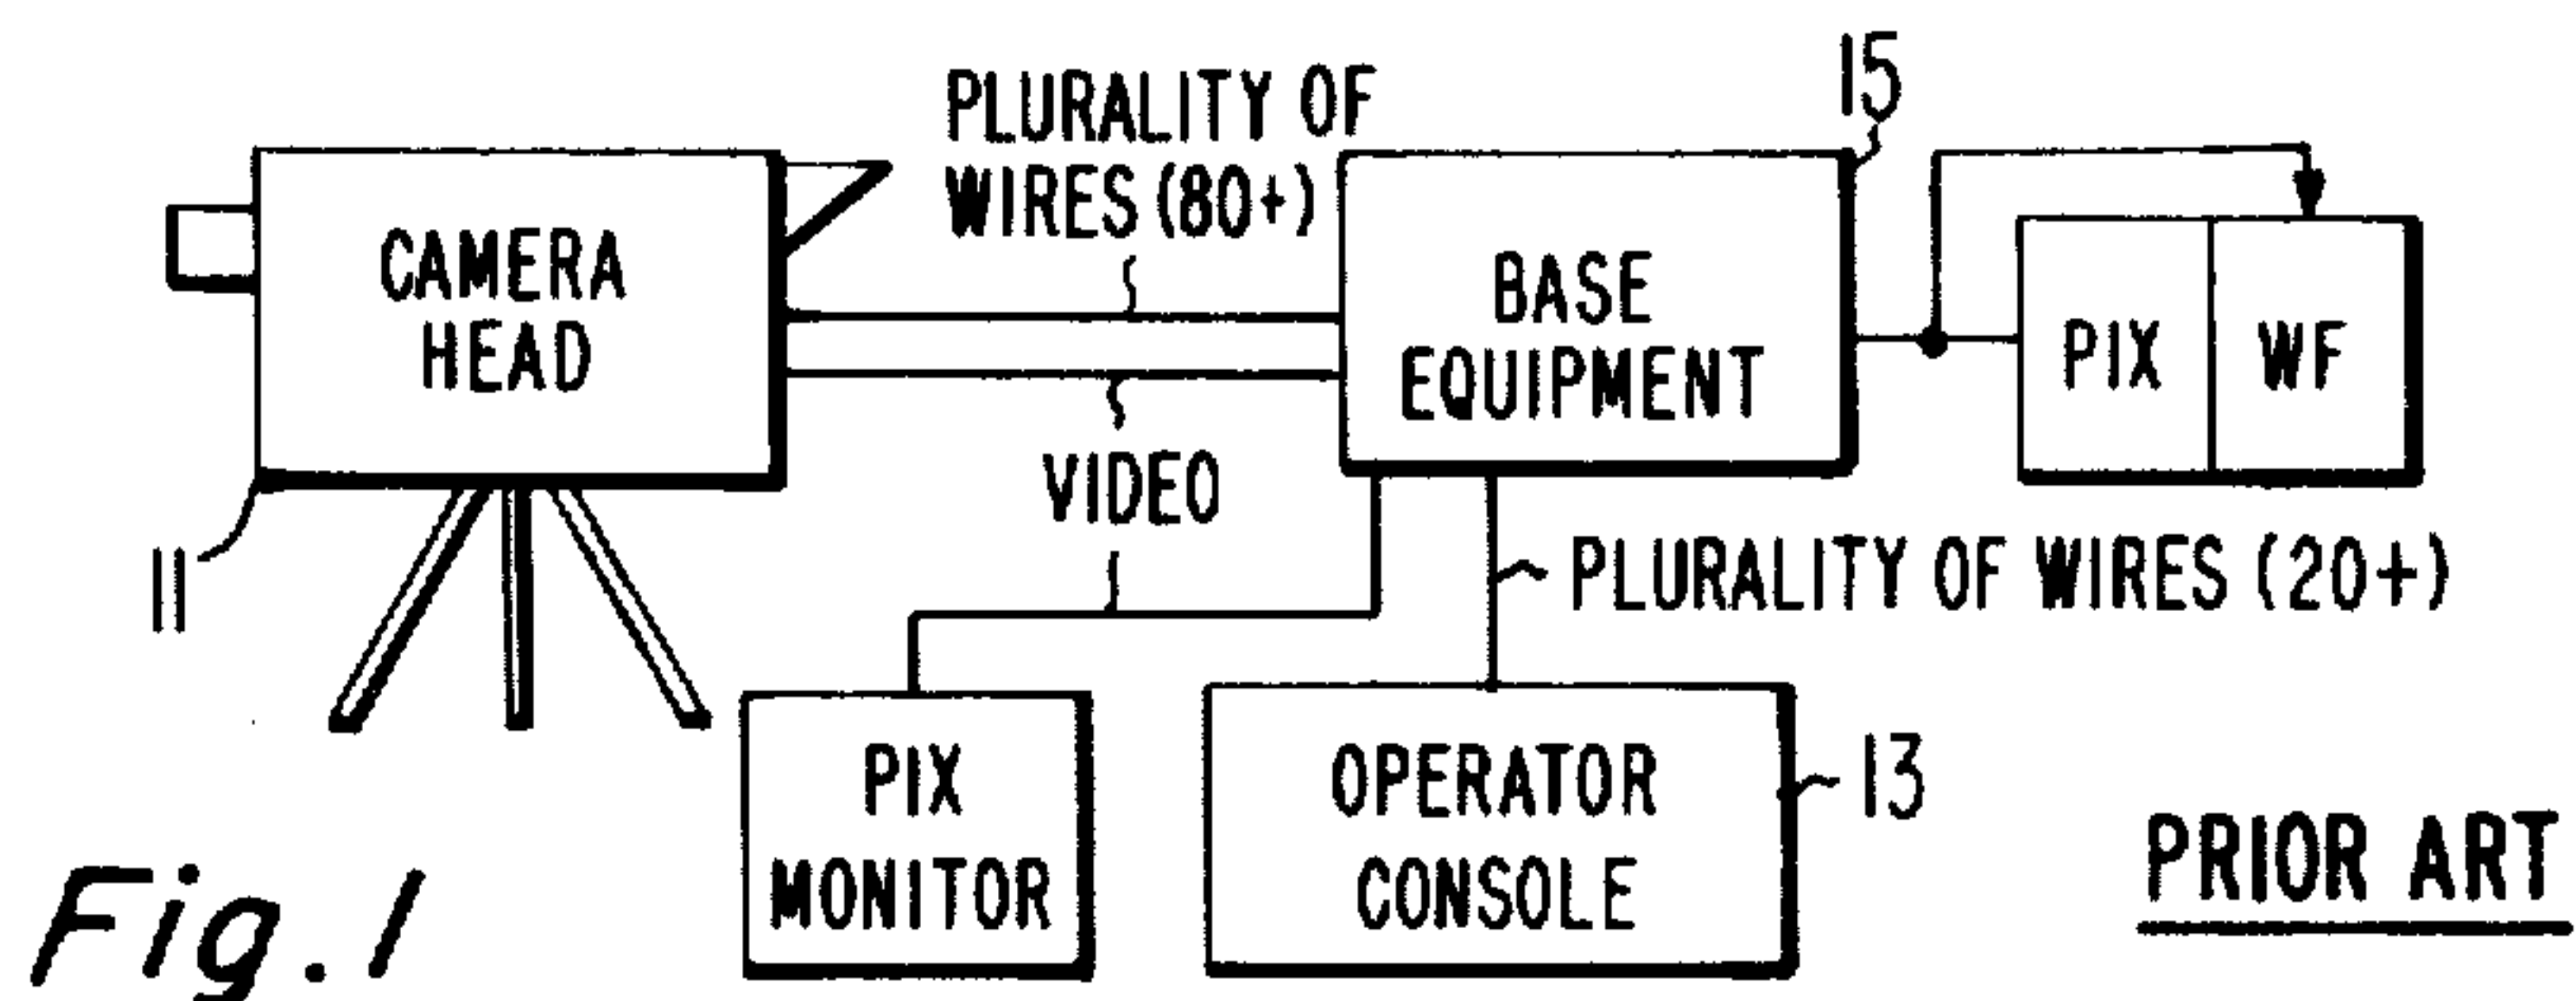 PLURALITY OF
WIRES (80+)
15
CAMERA
HEAD
BASE
EQUIPMENT
PIX
WF
VIDEO
11
PLURALITY OF WIRES (20+)
PIX
MONITOR
OPERATOR
CONSOLE
13
PRIOR ART
Fig. 1